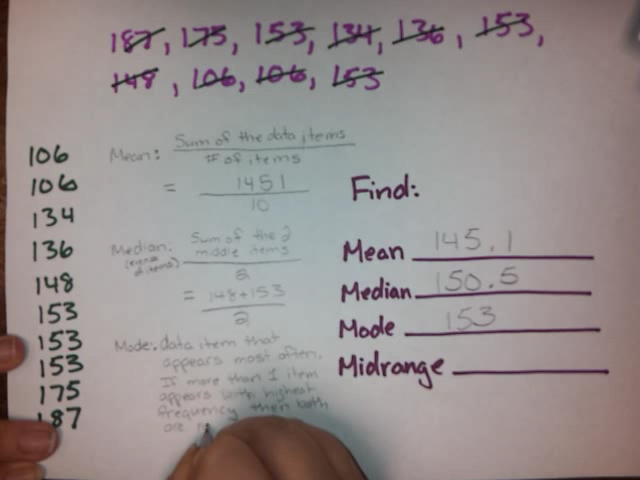 187, 175, 153, 134, 136, 153,
148, 106, 106, 153
106
106
134
136
148
153
153
153
175
187
Mean: Sum of the data items
# of items
= 1451
10
Median: Sum of the 2
middle items
2
= 148+153
2
Mode: data item that
appears most often.
If more than 1 item
appears with highest
frequency then both
are
Find:
Mean 145.1
Median 150.5
Mode 153
Midrange